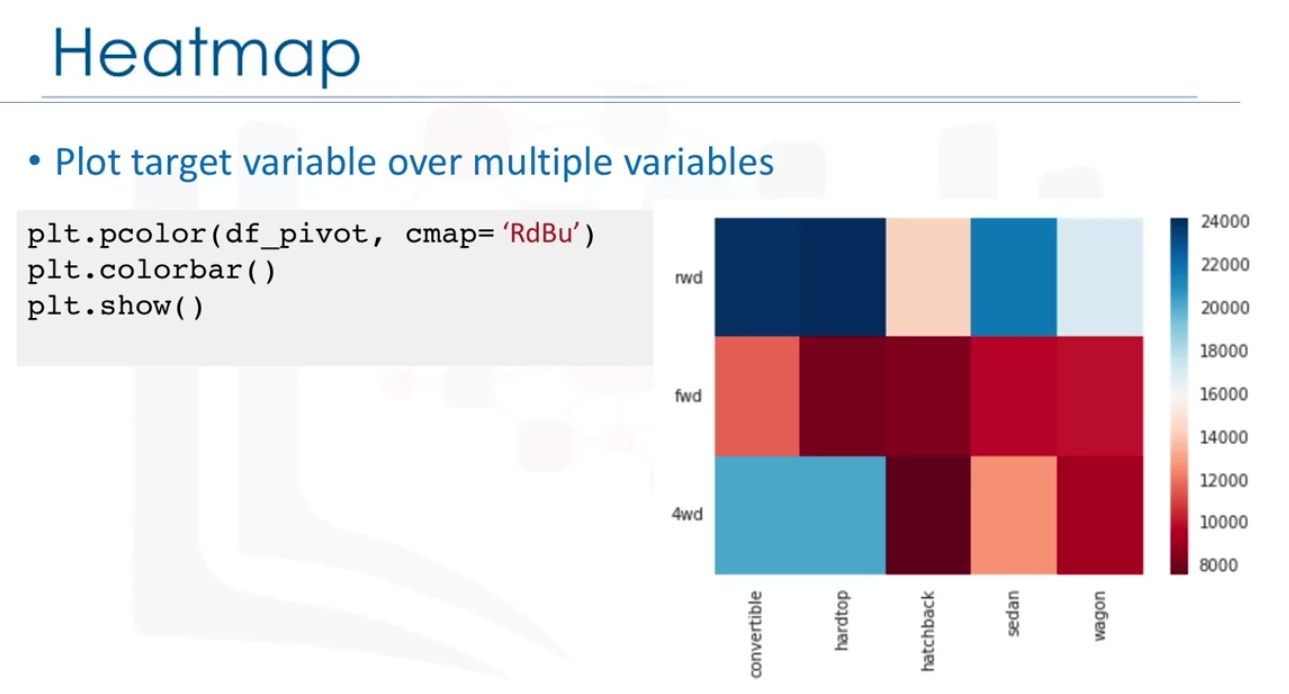 Heatmap
• Plot target variable over multiple variables
plt.pcolor(df_pivot, cmap= ‘RdBu’)
plt.colorbar()
plt.show()
rwd
fwd
4wd
convertible
hardtop
hatchback
sedan
wagon
24000
22000
20000
18000
16000
14000
12000
10000
8000